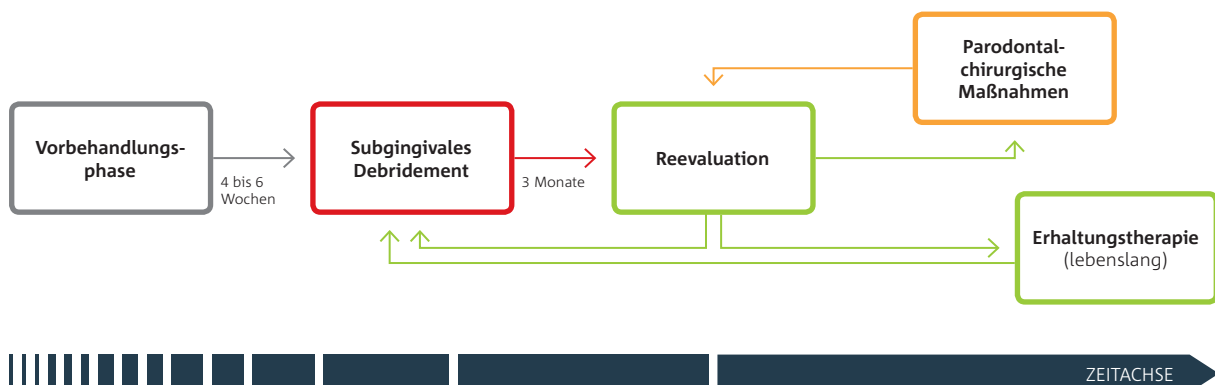 Vorbehandlungs-
phase
4 bis 6
Wochen
Subgingivales
Debridement
3 Monate
Reevaluation
Parodontal-
chirurgische
Maßnahmen
Erhaltungstherapie
(lebenslang)
ZEITACHSE